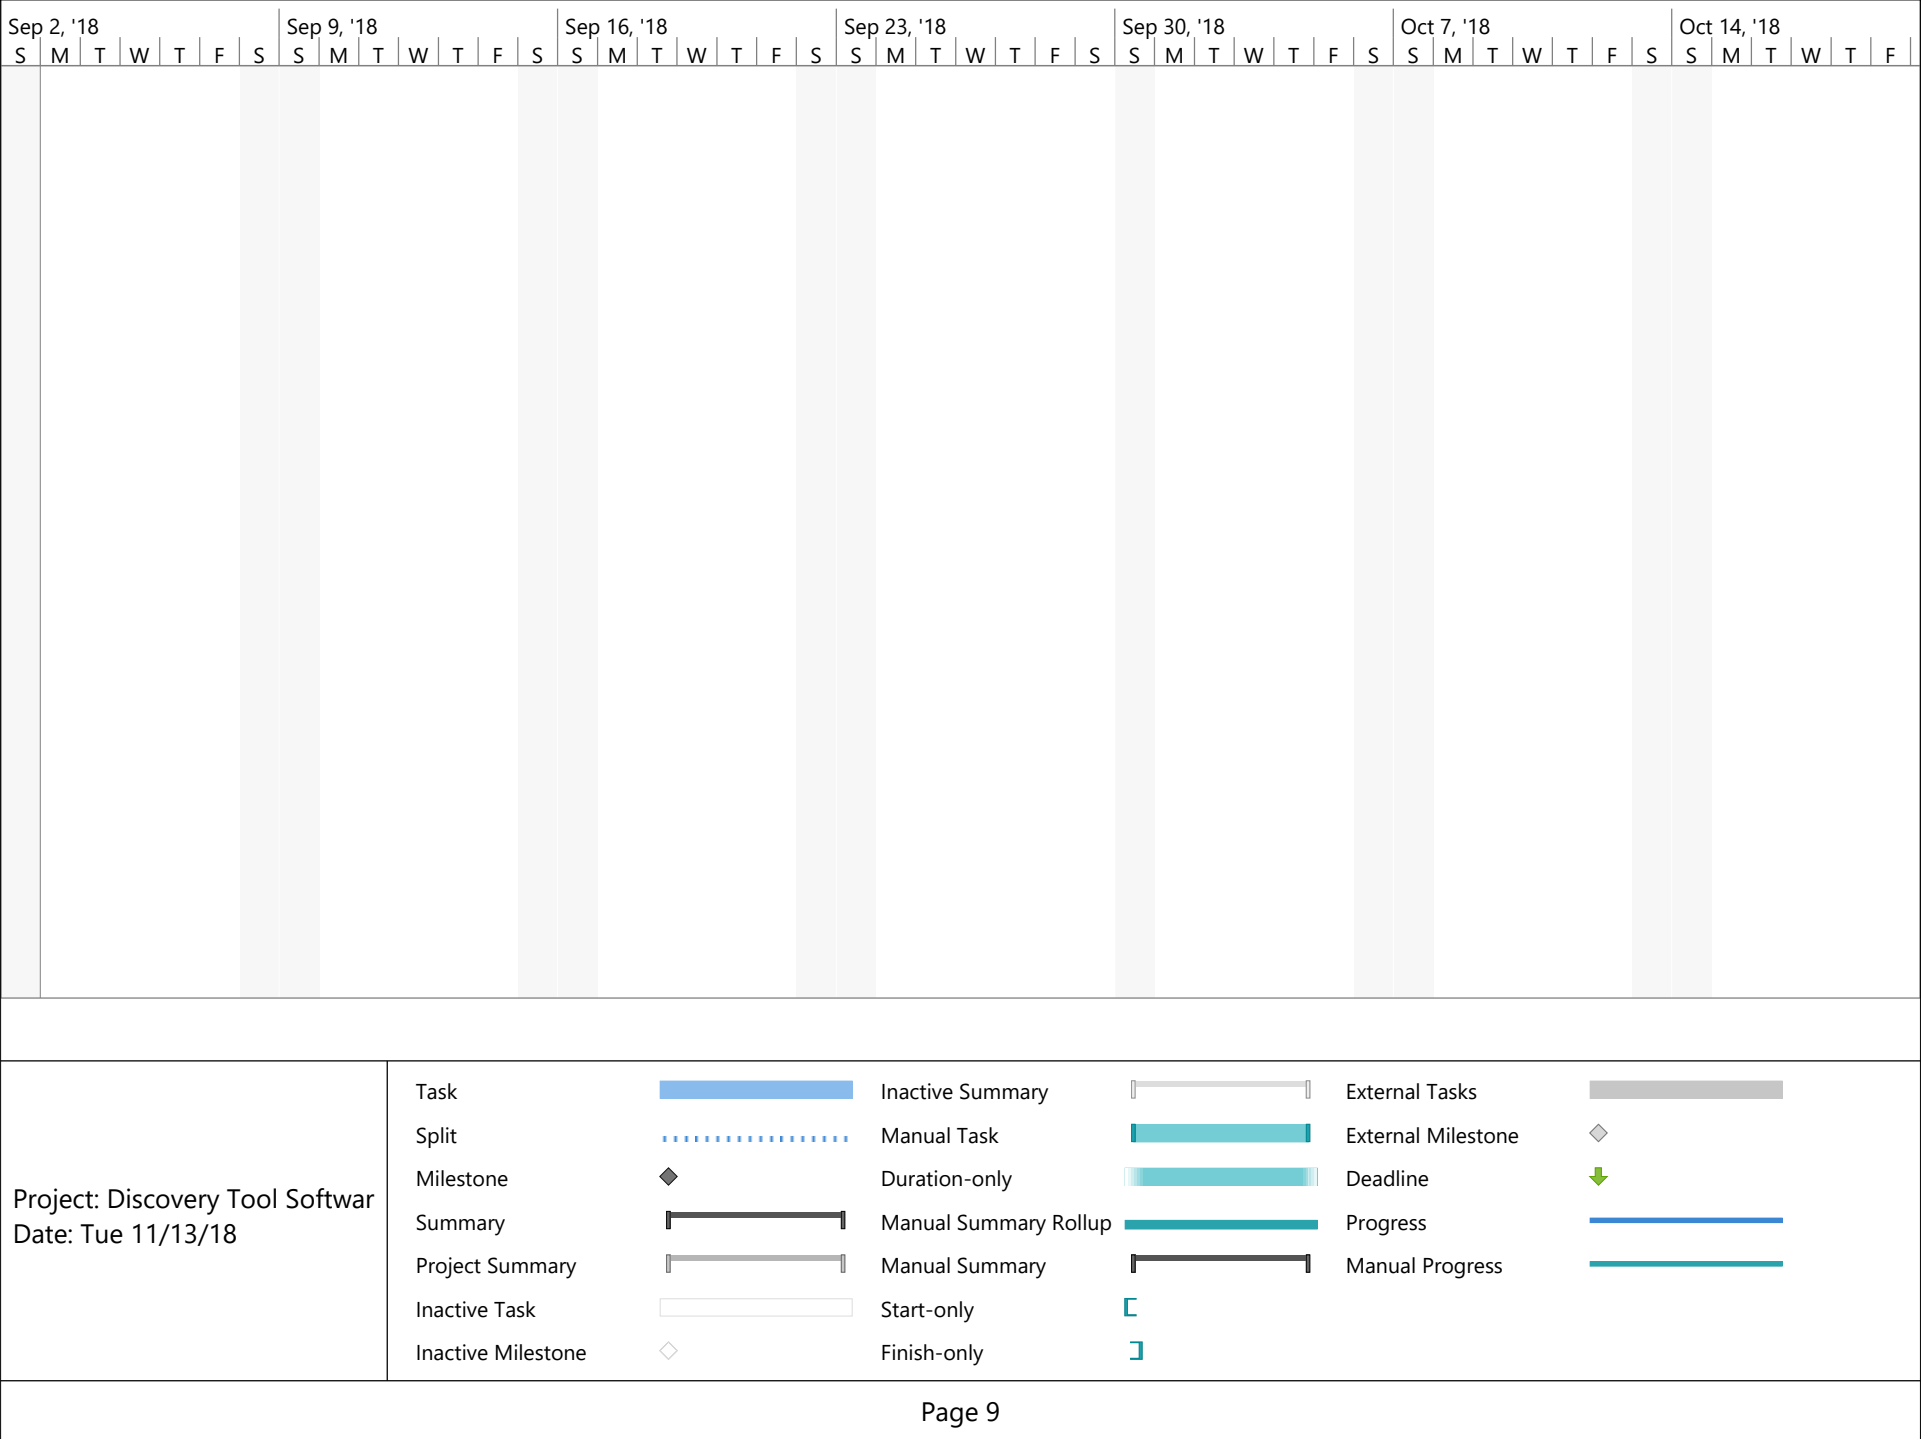 Sep 2, '18 Sep 9, '18 Sep 16, '18 Sep 23, '18 Sep 30, '18 Oct 7, '18 Oct 14, '18
S M T W T F S S M T W T F S S M T W T F S S M T W T F S S M T W T F S S M T W T F S S M T W T F
Project: Discovery Tool Softwar
Date: Tue 11/13/18
Task
Split
Milestone
Summary
Project Summary
Inactive Task
Inactive Milestone
Inactive Summary
Manual Task
Duration-only
Manual Summary Rollup
Manual Summary
Start-only
Finish-only
External Tasks
External Milestone
Deadline
Progress
Manual Progress
Page 9